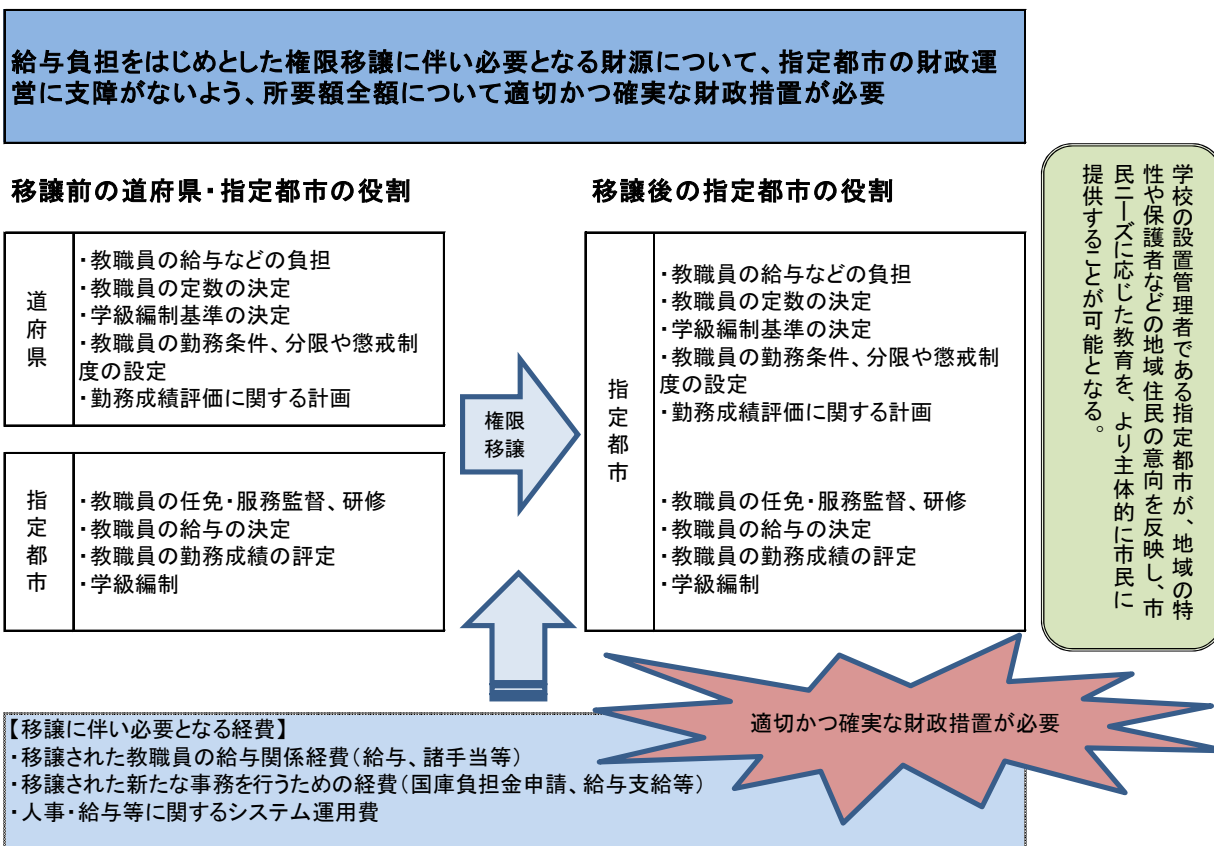 給与負担をはじめとした権限移譲に伴い必要となる財源について、指定都市の財政運
営に支障がないよう、所要額全額について適切かつ確実な財政措置が必要
移譲前の道府県・指定都市の役割
道府県
・教職員の給与などの負担
・教職員の定数の決定
・学級編制基準の決定
・教職員の勤務条件、分限や懲戒制
度の設定
・勤務成績評価に関する計画
指定都市
・教職員の任免・服務監督、研修
・教職員の給与の決定
・教職員の勤務成績の評定
・学級編制
権限
移譲
移譲後の指定都市の役割
指定都市
・教職員の給与などの負担
・教職員の定数の決定
・学級編制基準の決定
・教職員の勤務条件、分限や懲戒制
度の設定
・勤務成績評価に関する計画
・教職員の任免・服務監督、研修
・教職員の給与の決定
・教職員の勤務成績の評定
・学級編制
学校の設置管理者である指定都市が、地域の特
性や保護者などの地域住民の意向を反映し、市
民ニーズに応じた教育を、より主体的に市民に
提供することが可能となる。
【移譲に伴い必要となる経費】
・移譲された教職員の給与関係経費(給与、諸手当等)
・移譲された新たな事務を行うための経費(国庫負担金申請、給与支給等)
・人事・給与等に関するシステム運用費
適切かつ確実な財政措置が必要